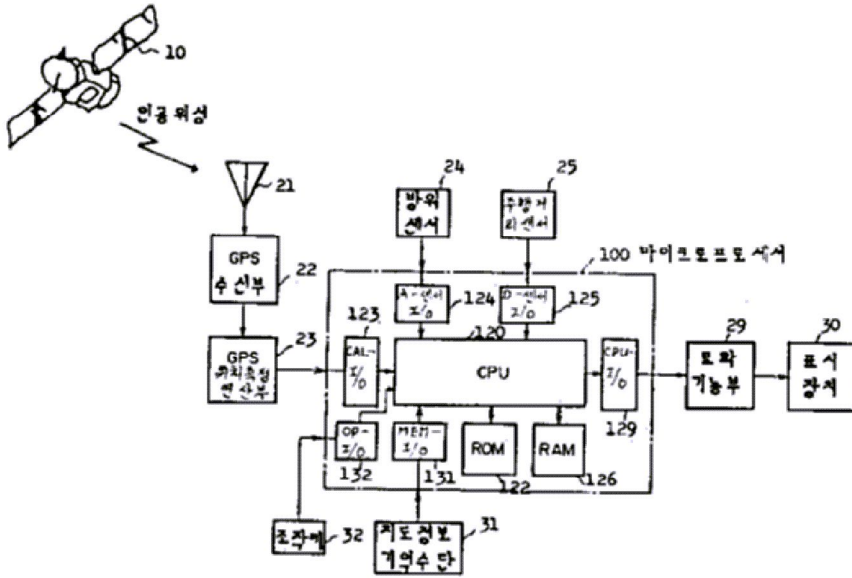 10
인공위성
21
24
25
방위
센서
주행거
리센서
GPS
수신부
22
100 마이크로프로세서
A-센서
I/O
124
D-센서
I/O
125
123
120
29
30
23
GPS
위치측정
연산부
CAL-
I/O
CPU
CPU-
I/O
129
묘화
기능부
표시
장치
OP-
I/O
132
MEM-
I/O
131
ROM
122
RAM
126
조작계
32
지도정보
기억수단
31